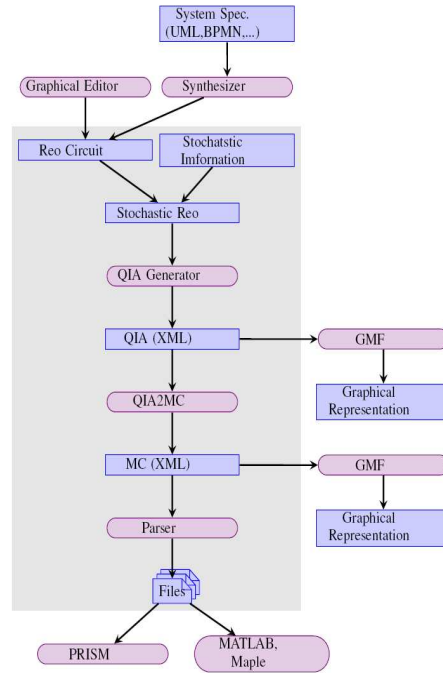 System Spec.
(UML,BPMN,...)
Graphical Editor
Synthesizer
Reo Circuit
Stochatstic
Imfornation
Stochastic Reo
QIA Generator
QIA (XML)
GMF
Graphical
Representation
QIA2MC
MC (XML)
GMF
Graphical
Representation
Parser
Files
PRISM
MATLAB,
Maple